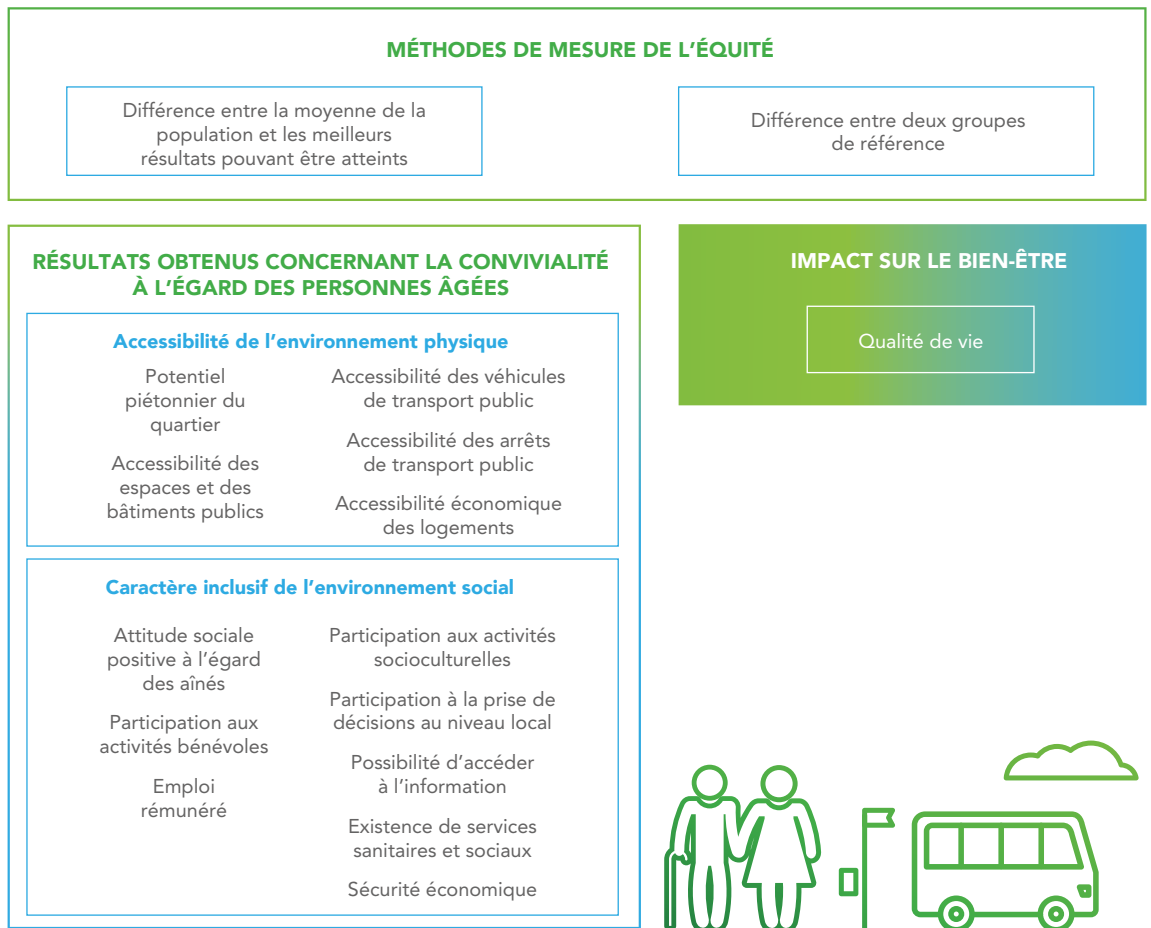 MÉTHODES DE MESURE DE L'ÉQUITÉ
Différence entre la moyenne de la
population et les meilleurs
résultats pouvant être atteints
Différence entre deux groupes
de référence
RÉSULTATS OBTENUS CONCERNANT LA CONVIVIALITÉ
À L'ÉGARD DES PERSONNES ÂGÉES
Accessibilité de l'environnement physique
Potentiel
piétonnier du
quartier
Accessibilité des
espaces et des
bâtiments publics
Accessibilité des véhicules
de transport public
Accessibilité des arrêts
de transport public
Accessibilité économique
des logements
Caractère inclusif de l'environnement social
Attitude sociale
positive à l'égard
des aînés
Participation aux
activités bénévoles
Emploi
rémunéré
Participation aux activités
socioculturelles
Participation à la prise de
décisions au niveau local
Possibilité d'accéder
à l'information
Existence de services
sanitaires et sociaux
Sécurité économique
IMPACT SUR LE BIEN-ÊTRE
Qualité de vie